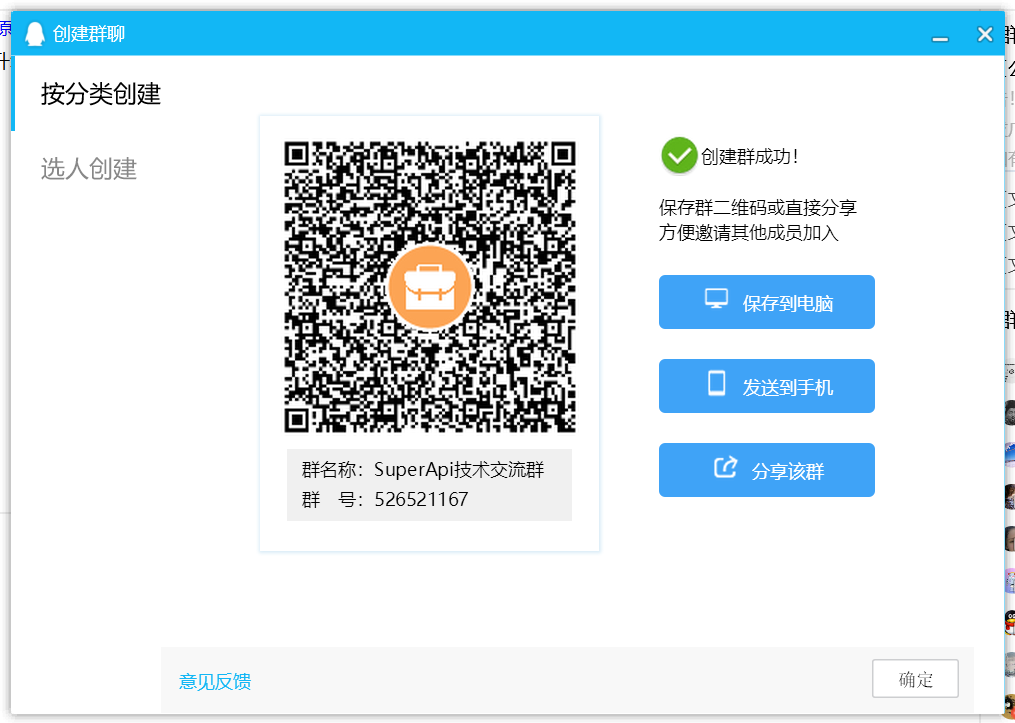 创建群聊
按分类创建
选人创建
创建群成功！
保存群二维码或直接分享
方便邀请其他成员加入
保存到电脑
发送到手机
分享该群
群名称：SuperApi技术交流群
群　号：526521167
意见反馈
确定